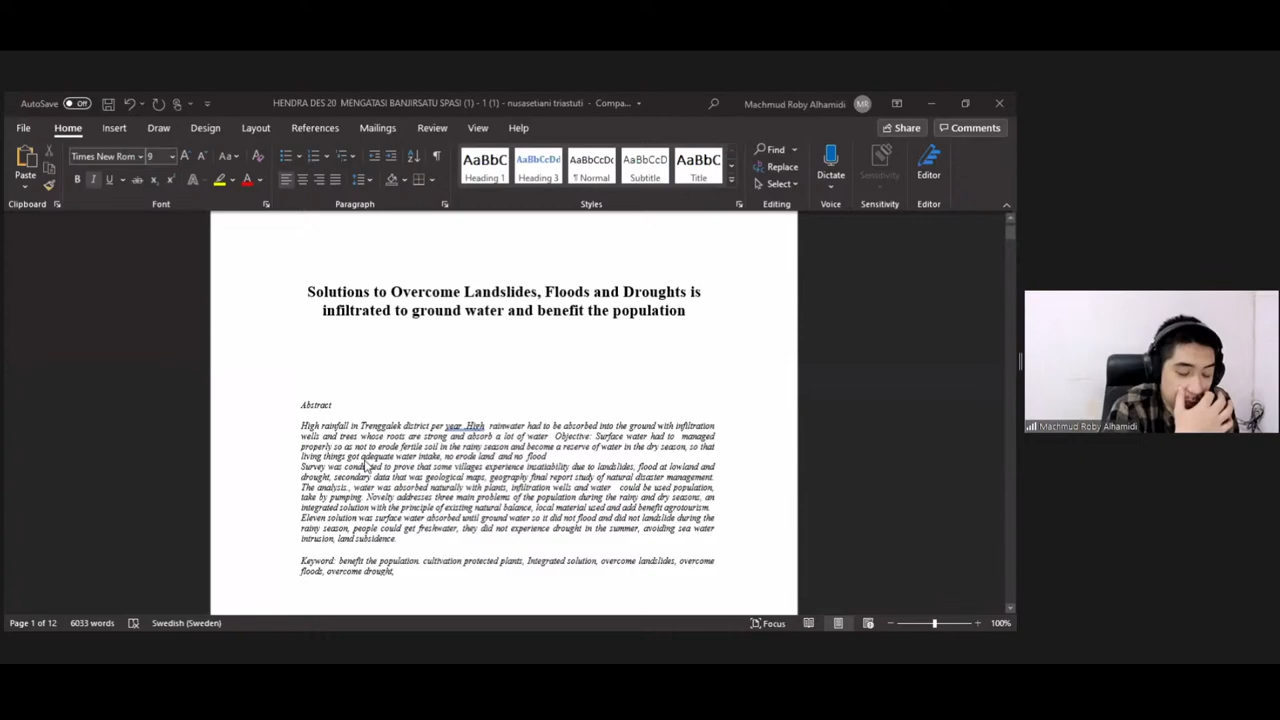 AutoSave Off HENDRA DES 20 MENGATASI BANJIRSATU SPASI (1) - 1 (1) - nusasetiani triastuti - Compa... Machmud Roby Alhamidi MR
File Home Insert Draw Design Layout References Mailings Review View Help Share Comments
Paste
Times New Rom 9
AaBbC AaBbCcDd AaBbCcDc AaBbCcD AaBbC
Heading 1 Heading 3 ¶ Normal Subtitle Title
Find
Replace
Select
Dictate Sensitivity Editor
Clipboard Font Paragraph Styles Editing Voice Sensitivity Editor
Solutions to Overcome Landslides, Floods and Droughts is
infiltrated to ground water and benefit the population
Abstract
High rainfall in Trenggalek district per year .High rainwater had to be absorbed into the ground with infiltration
wells and trees whose roots are strong and absorb a lot of water Objective: Surface water had to managed
properly so as not to erode fertile soil in the rainy season and become a reserve of water in the dry season, so that
living things got adequate water intake, no erode land and no flood
Survey was conducted to prove that some villages experience insatiability due to landslides, flood at lowland and
drought, secondary data that was geological maps, geography final report study of natural disaster management.
The analysis., water was absorbed naturally with plants, infiltration wells and water could be used population,
take by pumping. Novelty addresses three main problems of the population during the rainy and dry seasons, an
integrated solution with the principle of existing natural balance, local material used and add benefit agrotourism.
Eleven solution was surface water absorbed until ground water so it did not flood and did not landslide during the
rainy season, people could get freshwater, they did not experience drought in the summer, avoiding sea water
intrusion, land subsidence.
Keyword: benefit the population. cultivation protected plants, Integrated solution, overcome landslides, overcome
floods, overcome drought,
Machmud Roby Alhamidi
Page 1 of 12 6033 words Swedish (Sweden) Focus 100%